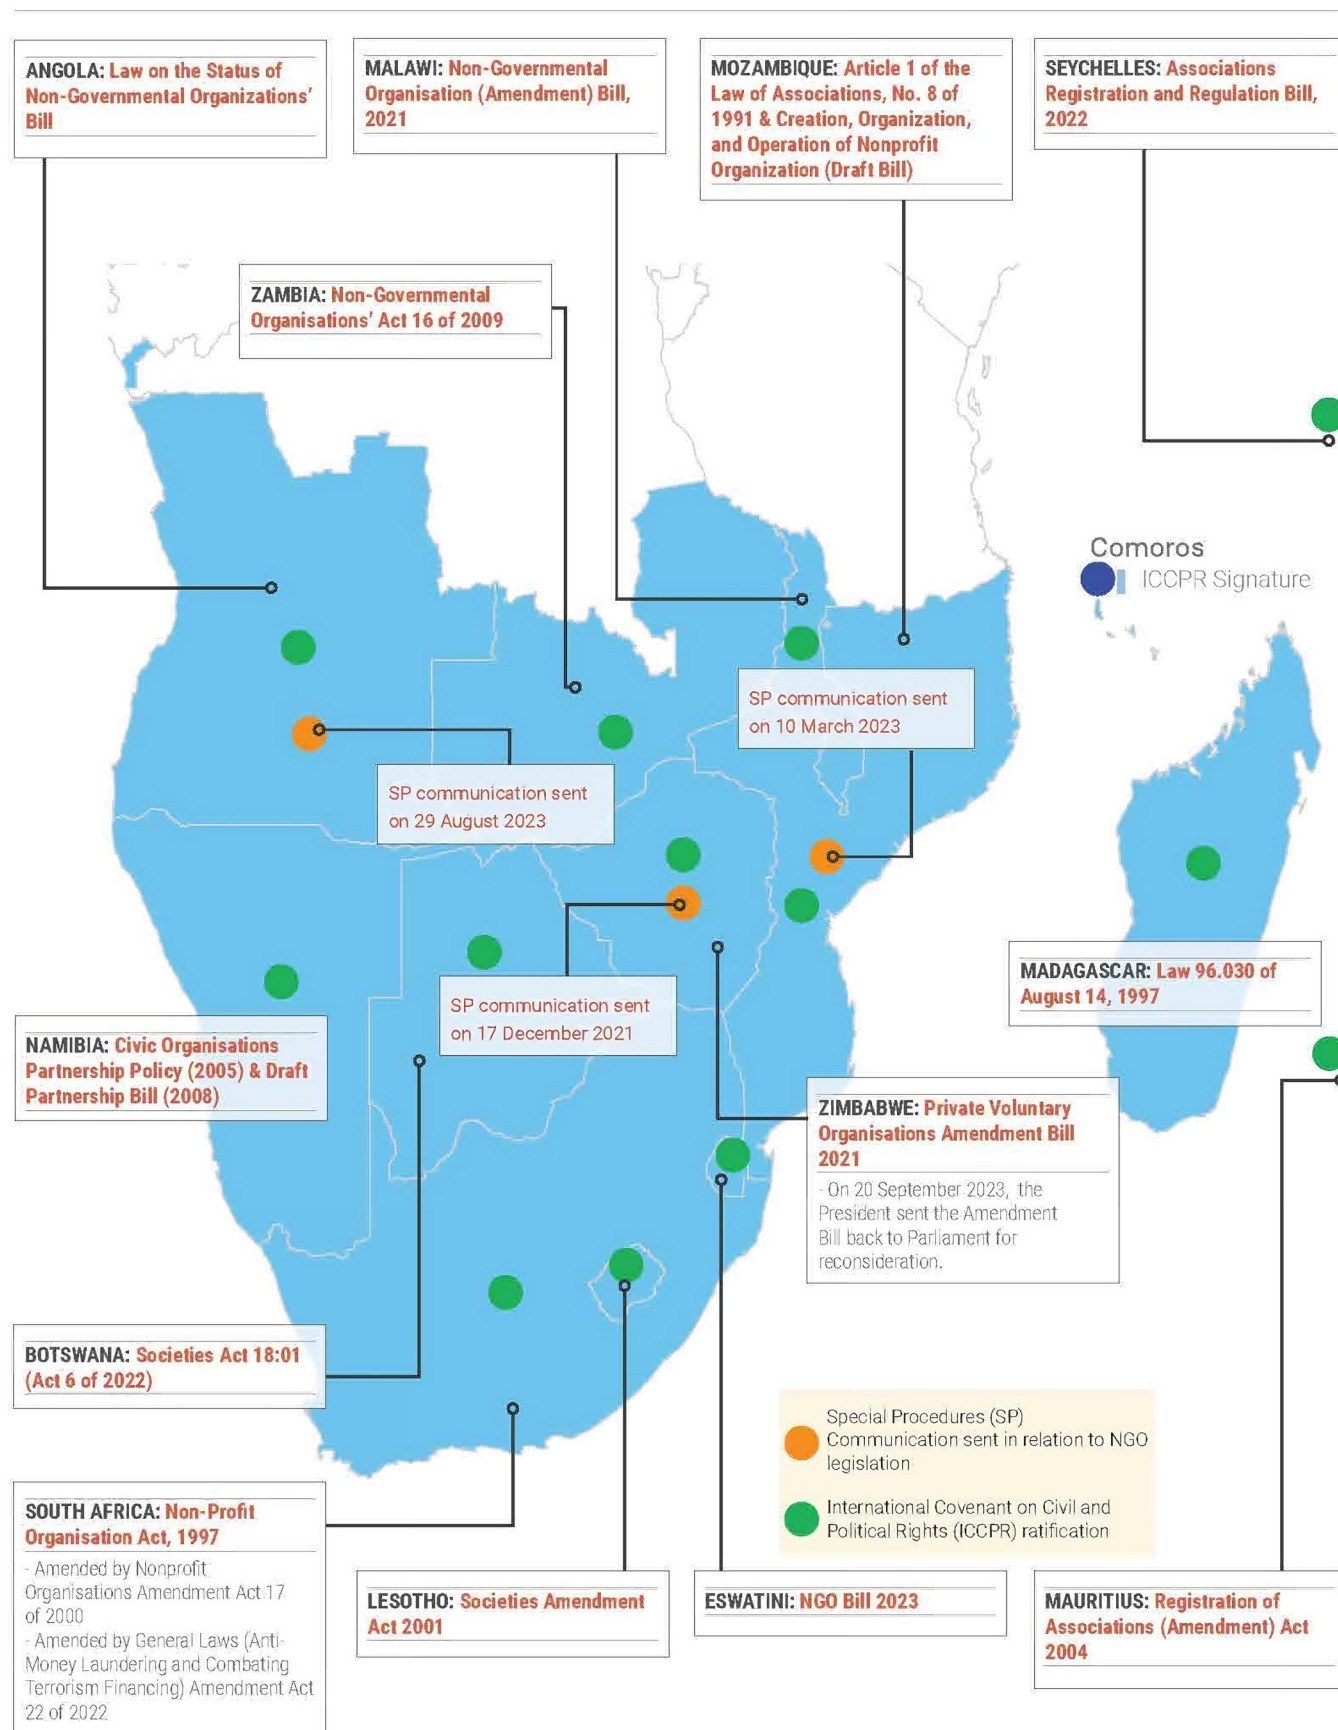 ANGOLA: Law on the Status of
Non-Governmental Organizations’
Bill
MALAWI: Non-Governmental
Organisation (Amendment) Bill,
2021
MOZAMBIQUE: Article 1 of the
Law of Associations, No. 8 of
1991 & Creation, Organization,
and Operation of Nonprofit
Organization (Draft Bill)
SEYCHELLES: Associations
Registration and Regulation Bill,
2022
ZAMBIA: Non-Governmental
Organisations’ Act 16 of 2009
Comoros
ICCPR Signature
SP communication sent
on 10 March 2023
SP communication sent
on 29 August 2023
SP communication sent
on 17 December 2021
MADAGASCAR: Law 96.030 of
August 14, 1997
NAMIBIA: Civic Organisations
Partnership Policy (2005) & Draft
Partnership Bill (2008)
ZIMBABWE: Private Voluntary
Organisations Amendment Bill
2021
- On 20 September 2023, the
President sent the Amendment
Bill back to Parliament for
reconsideration.
BOTSWANA: Societies Act 18:01
(Act 6 of 2022)
Special Procedures (SP)
Communication sent in relation to NGO
legislation
International Covenant on Civil and
Political Rights (ICCPR) ratification
SOUTH AFRICA: Non-Profit
Organisation Act, 1997
- Amended by Nonprofit
Organisations Amendment Act 17
of 2000
- Amended by General Laws (Anti-
Money Laundering and Combating
Terrorism Financing) Amendment Act
22 of 2022
LESOTHO: Societies Amendment
Act 2001
ESWATINI: NGO Bill 2023
MAURITIUS: Registration of
Associations (Amendment) Act
2004